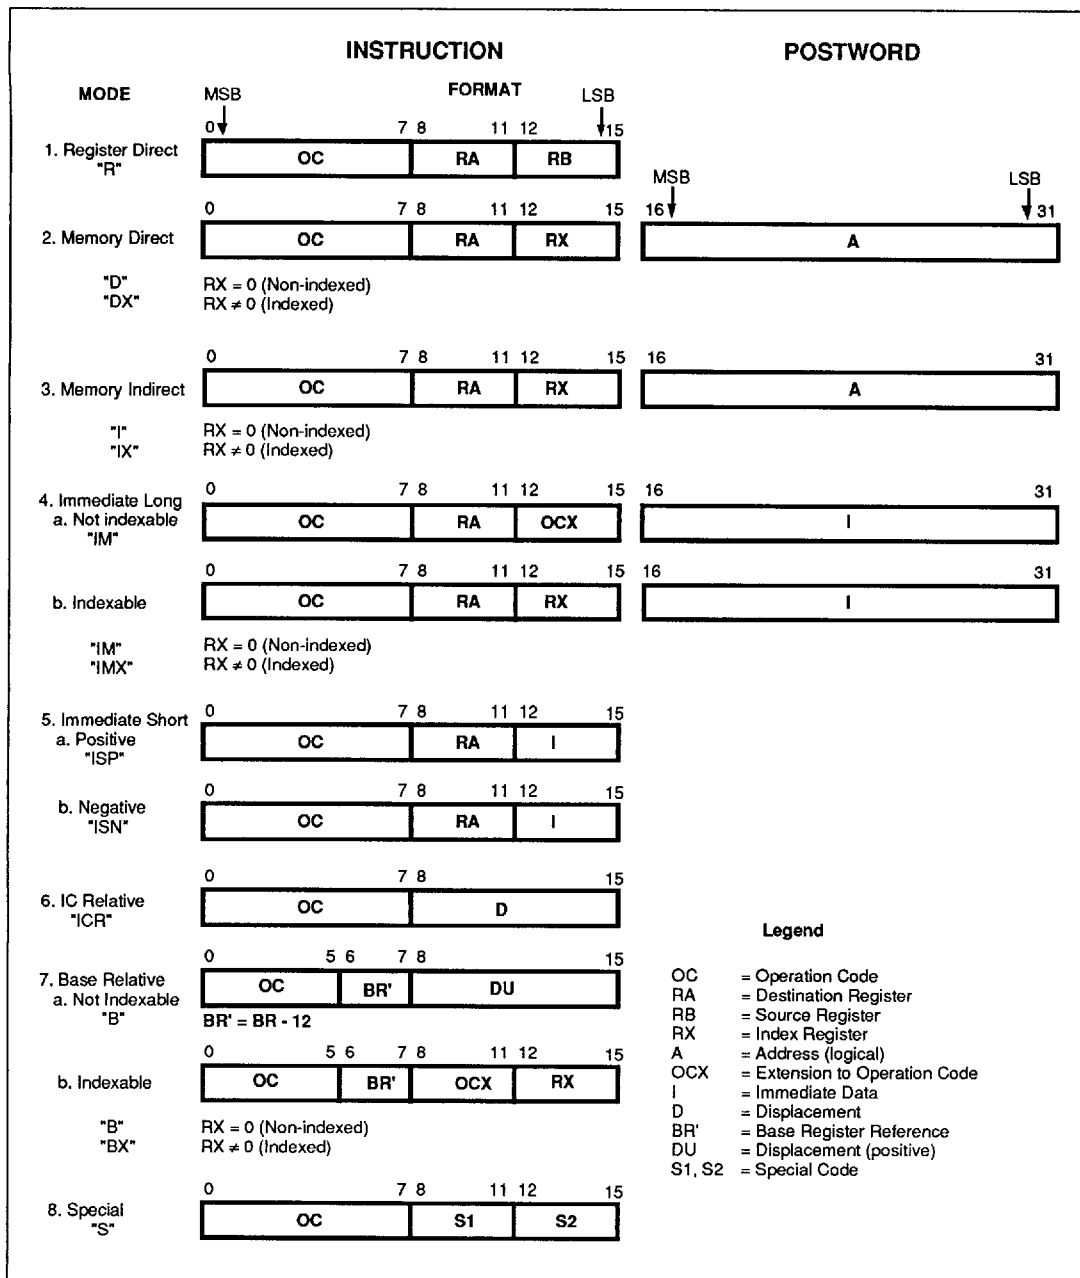 INSTRUCTION POSTWORD
MODE MSB FORMAT LSB
0 7 8 11 12 15
1. Register Direct OC RA RB
"R"
MSB LSB
0 7 8 11 12 15 16 31
2. Memory Direct OC RA RX A
"D" RX = 0 (Non-indexed)
"DX" RX ≠ 0 (Indexed)
0 7 8 11 12 15 16 31
3. Memory Indirect OC RA RX A
"I" RX = 0 (Non-indexed)
"IX" RX ≠ 0 (Indexed)
0 7 8 11 12 15 16 31
4. Immediate Long
a. Not indexable OC RA OCX I
"IM"
0 7 8 11 12 15 16 31
b. Indexable OC RA RX I
"IM" RX = 0 (Non-indexed)
"IMX" RX ≠ 0 (Indexed)
0 7 8 11 12 15
5. Immediate Short
a. Positive OC RA I
"ISP"
0 7 8 11 12 15
b. Negative OC RA I
"ISN"
0 7 8 15
6. IC Relative OC D
"ICR"
0 5 6 7 8 15
7. Base Relative
a. Not Indexable OC BR' DU
"B" BR' = BR - 12
0 5 6 7 8 11 12 15
b. Indexable OC BR' OCX RX
"B" RX = 0 (Non-indexed)
"BX" RX ≠ 0 (Indexed)
0 7 8 11 12 15
8. Special OC S1 S2
"S"
Legend
OC = Operation Code
RA = Destination Register
RB = Source Register
RX = Index Register
A = Address (logical)
OCX = Extension to Operation Code
I = Immediate Data
D = Displacement
BR' = Base Register Reference
DU = Displacement (positive)
S1, S2 = Special Code